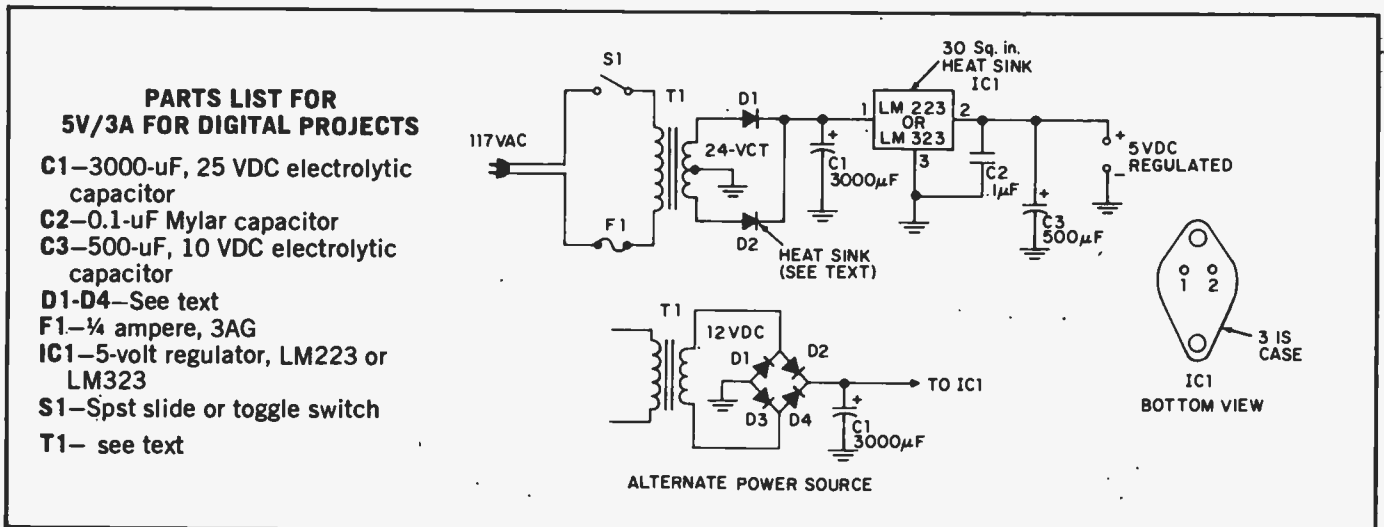 PARTS LIST FOR
5V/3A FOR DIGITAL PROJECTS
C1—3000-uF, 25 VDC electrolytic
capacitor
C2—0.1-uF Mylar capacitor
C3—500-uF, 10 VDC electrolytic
capacitor
D1-D4—See text
F1—¼ ampere, 3AG
IC1—5-volt regulator, LM223 or
LM323
S1—Spst slide or toggle switch
T1— see text
117VAC
S1
F1
T1
24-VCT
D1
D2
HEAT SINK
(SEE TEXT)
+
C1
3000µF
30 Sq. in.
HEAT SINK
IC1
1
LM 223
OR
LM 323
2
3
C2
.1µF
+
C3
500µF
+
5VDC
REGULATED
−
T1
12VDC
D1
D2
D3
D4
+
C1
3000µF
TO IC1
ALTERNATE POWER SOURCE
1 2
3 IS
CASE
IC1
BOTTOM VIEW